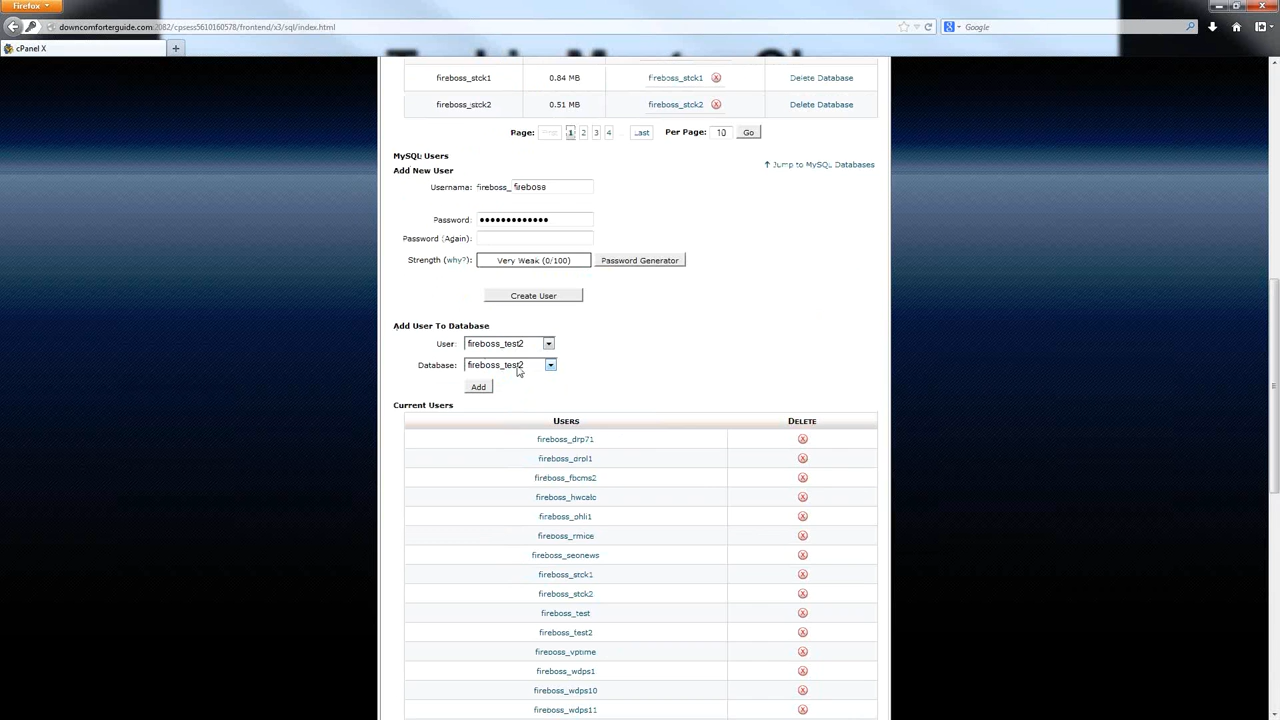 Firefox
downcomforterguide.com:2082/cpsess5610160578/frontend/x3/sql/index.html
Google
cPanel X
fireboss_stck1 0.84 MB fireboss_stck1 Delete Database
fireboss_stck2 0.51 MB fireboss_stck2 Delete Database
Page: 1 2 3 4 Last Per Page: 10 Go
MySQL Users
Jump to MySQL Databases
Add New User
Username: fireboss_ fireboss
Password: •••••••••••••
Password (Again):
Strength (why?): Very Weak (0/100) Password Generator
Create User
Add User To Database
User: fireboss_test2
Database: fireboss_test2
Add
Current Users
USERS DELETE
fireboss_drp71
fireboss_drpl1
fireboss_fbcms2
fireboss_hwcalc
fireboss_phli1
fireboss_rmice
fireboss_seonews
fireboss_stck1
fireboss_stck2
fireboss_test
fireboss_test2
fireboss_vptime
fireboss_wdps1
fireboss_wdps10
fireboss_wdps11